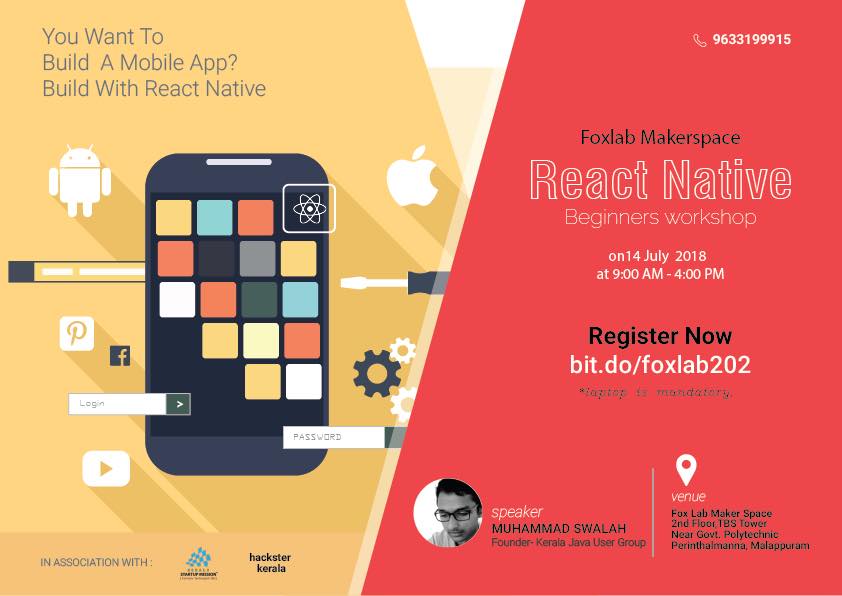 You Want To
Build A Mobile App?
Build With React Native
9633199915
Foxlab Makerspace
React Native
Beginners workshop
on14 July 2018
at 9:00 AM - 4:00 PM
Register Now
bit.do/foxlab202
*laptop is mandatory.
Login
>
PASSWORD
speaker
MUHAMMAD SWALAH
Founder- Kerala Java User Group
venue
Fox Lab Maker Space
2nd Floor,TBS Tower
Near Govt. Polytechnic
Perinthalmanna, Malappuram
IN ASSOCIATION WITH :
KERALA
STARTUP MISSION
hackster
kerala